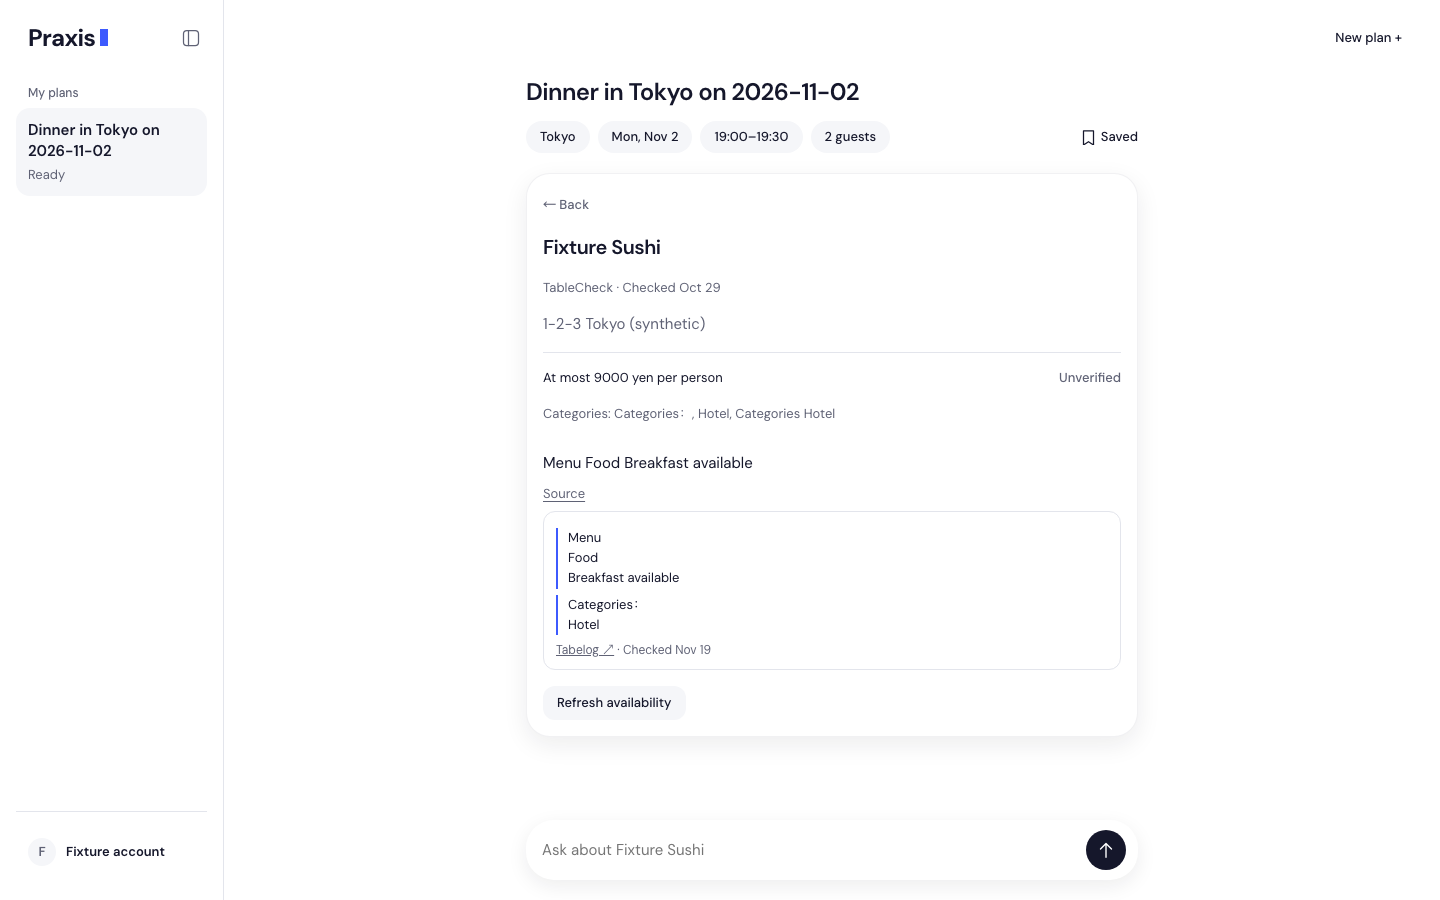 Praxis
New plan +
My plans
Dinner in Tokyo on
2026-11-02
Ready
Dinner in Tokyo on 2026-11-02
Tokyo
Mon, Nov 2
19:00–19:30
2 guests
Saved
← Back
Fixture Sushi
TableCheck · Checked Oct 29
1-2-3 Tokyo (synthetic)
At most 9000 yen per person
Unverified
Categories: Categories： , Hotel, Categories Hotel
Menu Food Breakfast available
Source
Menu
Food
Breakfast available
Categories：
Hotel
Tabelog ↗ · Checked Nov 19
Refresh availability
F
Fixture account
Ask about Fixture Sushi